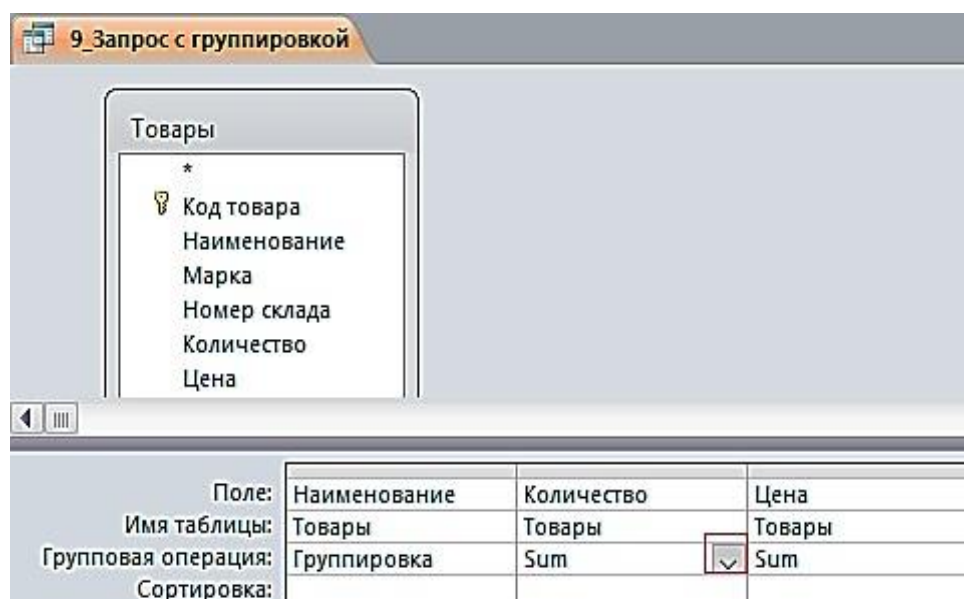 9_Запрос с группировкой
Товары
*
Код товара
Наименование
Марка
Номер склада
Количество
Цена
Поле: Наименование Количество Цена
Имя таблицы: Товары Товары Товары
Групповая операция: Группировка Sum Sum
Сортировка: